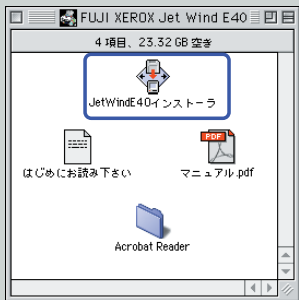 FUJI XEROX Jet Wind E40
4 項目、23.32 GB 空き
JetWindE40インストーラ
はじめにお読み下さい
PDF
マニュアル.pdf
Acrobat Reader